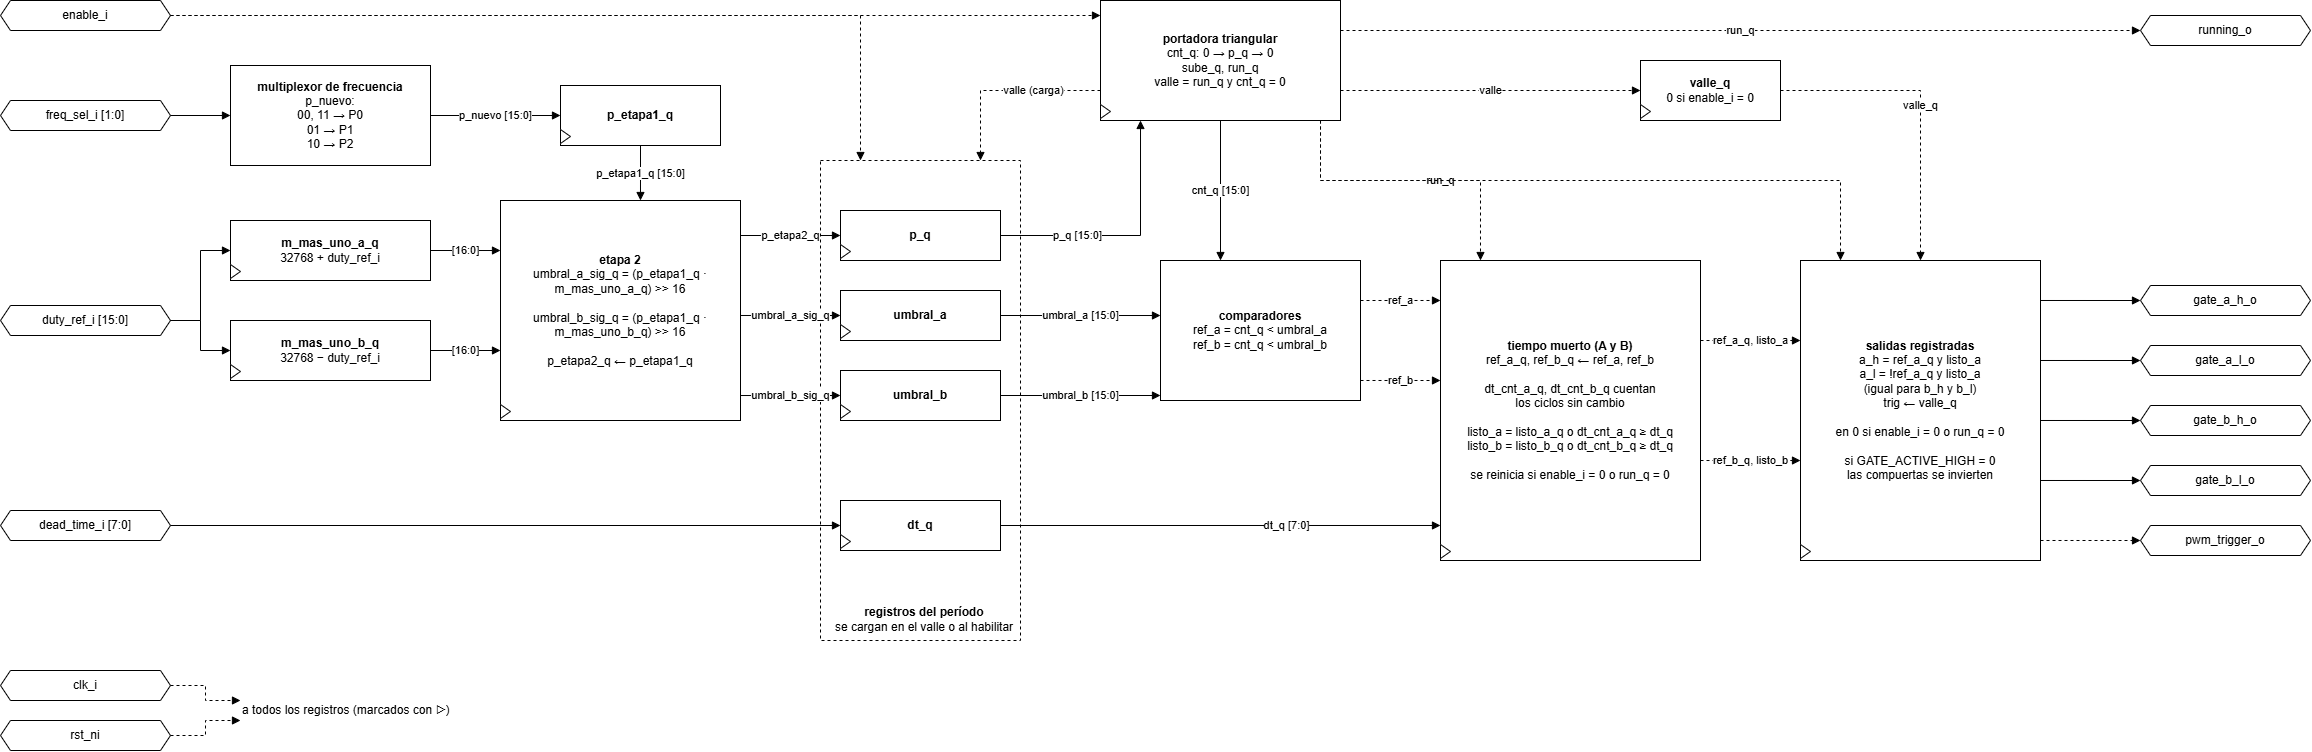 enable_i
portadora triangular
cnt_q: 0 → p_q → 0
sube_q, run_q
valle = run_q y cnt_q = 0
run_q
running_o
multiplexor de frecuencia
p_nuevo:
00, 11 → P0
01 → P1
10 → P2
freq_sel_i [1:0]
p_nuevo [15:0]
p_etapa1_q
valle (carga)
valle
valle_q
0 si enable_i = 0
valle_q
p_etapa1_q [15:0]
cnt_q [15:0]
run_q
m_mas_uno_a_q
32768 + duty_ref_i
[16:0]
duty_ref_i [15:0]
m_mas_uno_b_q
32768 − duty_ref_i
[16:0]
etapa 2
umbral_a_sig_q = (p_etapa1_q ·
m_mas_uno_a_q) >> 16
umbral_b_sig_q = (p_etapa1_q ·
m_mas_uno_b_q) >> 16
p_etapa2_q ← p_etapa1_q
p_etapa2_q
umbral_a_sig_q
umbral_b_sig_q
p_q
umbral_a
umbral_b
p_q [15:0]
umbral_a [15:0]
umbral_b [15:0]
comparadores
ref_a = cnt_q < umbral_a
ref_b = cnt_q < umbral_b
ref_a
ref_b
tiempo muerto (A y B)
ref_a_q, ref_b_q ← ref_a, ref_b
dt_cnt_a_q, dt_cnt_b_q cuentan
los ciclos sin cambio
listo_a = listo_a_q o dt_cnt_a_q ≥ dt_q
listo_b = listo_b_q o dt_cnt_b_q ≥ dt_q
se reinicia si enable_i = 0 o run_q = 0
ref_a_q, listo_a
ref_b_q, listo_b
salidas registradas
a_h = ref_a_q y listo_a
a_l = !ref_a_q y listo_a
(igual para b_h y b_l)
trig ← valle_q
en 0 si enable_i = 0 o run_q = 0
si GATE_ACTIVE_HIGH = 0
las compuertas se invierten
gate_a_h_o
gate_a_l_o
gate_b_h_o
gate_b_l_o
pwm_trigger_o
dead_time_i [7:0]
dt_q
dt_q [7:0]
registros del período
se cargan en el valle o al habilitar
clk_i
a todos los registros (marcados con ▷)
rst_ni